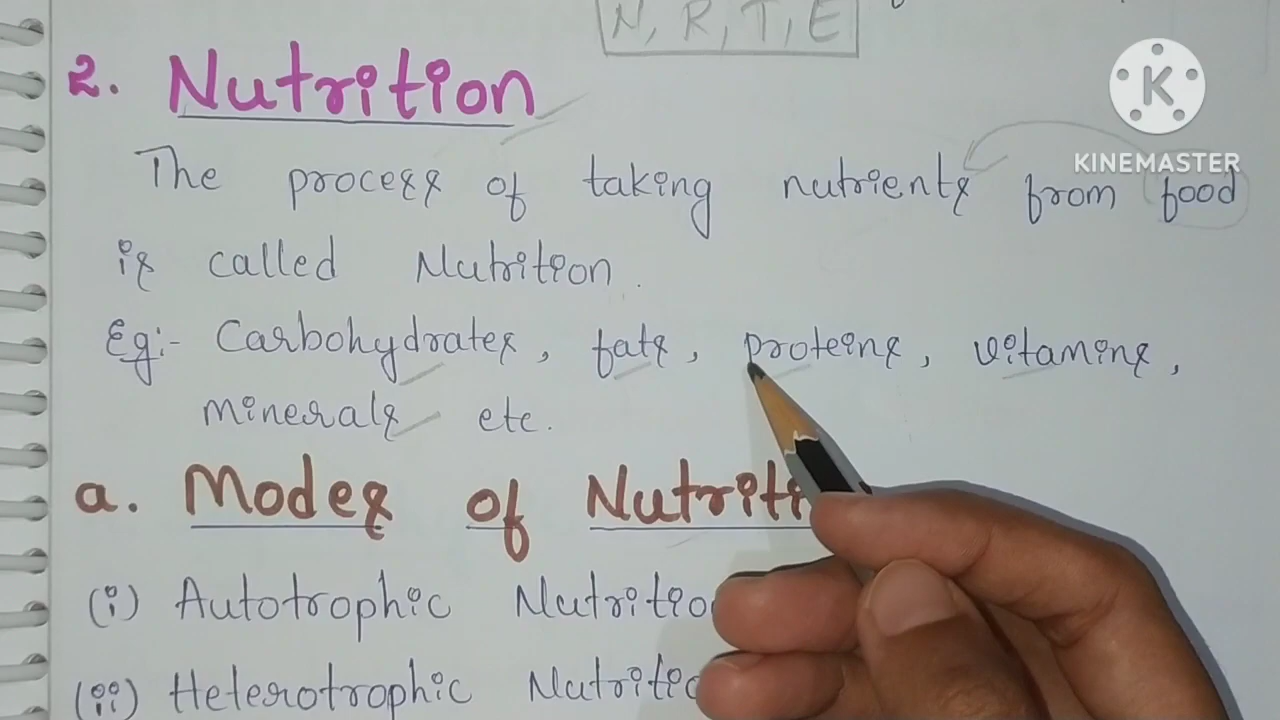 N, R, T, E
2. Nutrition
The process of taking nutrients from food
is called Nutrition.
Eg:- Carbohydrates, fats, proteins, vitamins,
minerals etc.
a. Modes of Nutriti
(i) Autotrophic Nutritio
(ii) Heterotrophic Nutritio
K
KINEMASTER